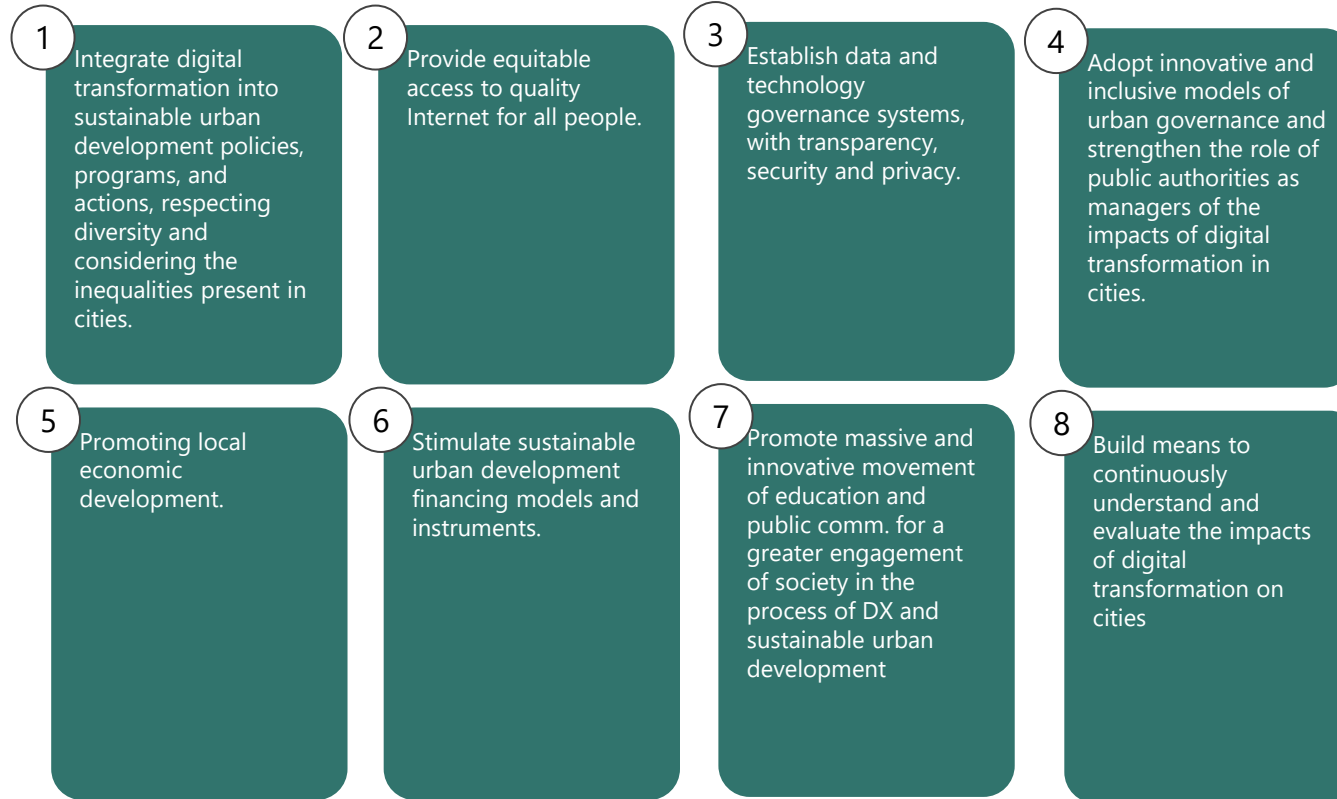 1
Integrate digital
transformation into
sustainable urban
development policies,
programs, and
actions, respecting
diversity and
considering the
inequalities present in
cities.
2
Provide equitable
access to quality
Internet for all people.
3
Establish data and
technology
governance systems,
with transparency,
security and privacy.
4
Adopt innovative and
inclusive models of
urban governance and
strengthen the role of
public authorities as
managers of the
impacts of digital
transformation in
cities.
5
Promoting local
economic
development.
6
Stimulate sustainable
urban development
financing models and
instruments.
7
Promote massive and
innovative movement
of education and
public comm. for a
greater engagement
of society in the
process of DX and
sustainable urban
development
8
Build means to
continuously
understand and
evaluate the impacts
of digital
transformation on
cities